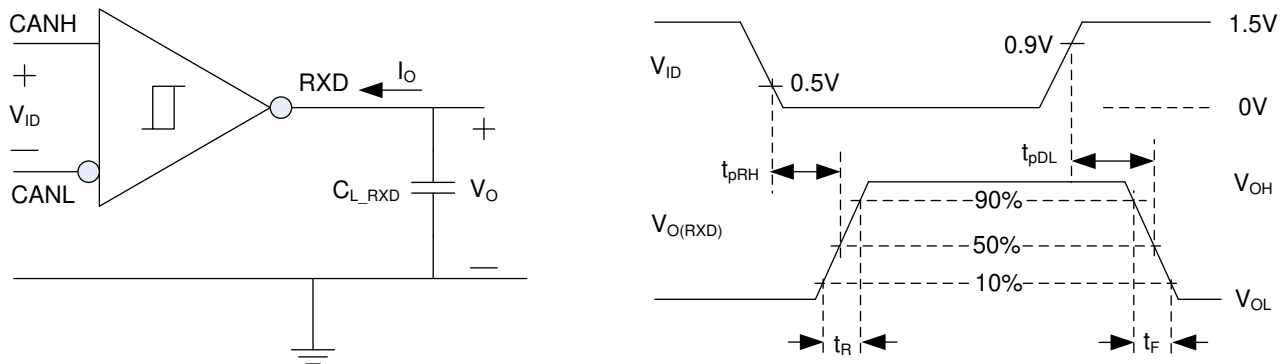 CANH
+
V_ID
—
CANL
RXD
I_O
+
C_L_RXD
V_O
—
V_ID
0.5V
0.9V
1.5V
0V
t_pRH
t_pDL
V_O(RXD)
90%
50%
10%
V_OH
V_OL
t_R
t_F